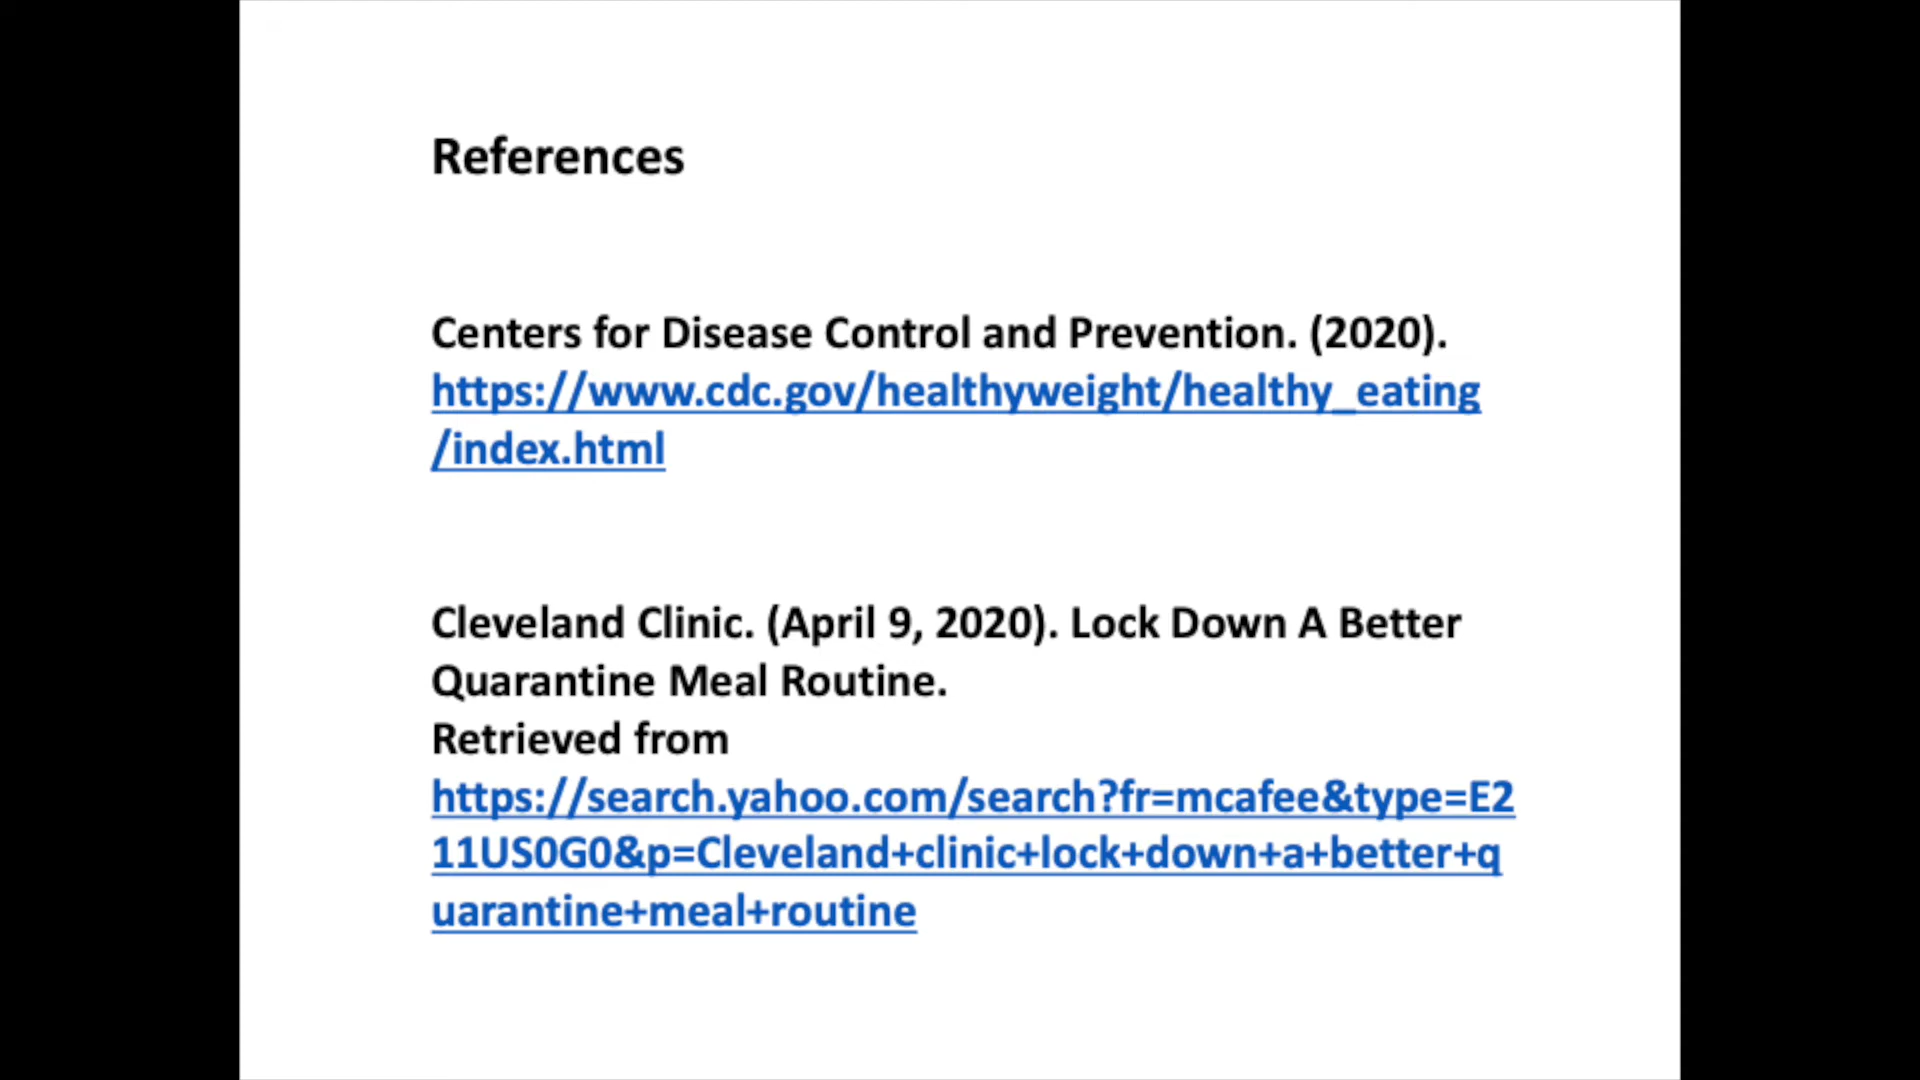 References
Centers for Disease Control and Prevention. (2020).
https://www.cdc.gov/healthyweight/healthy_eating
/index.html
Cleveland Clinic. (April 9, 2020). Lock Down A Better
Quarantine Meal Routine.
Retrieved from
https://search.yahoo.com/search?fr=mcafee&type=E2
11US0G0&p=Cleveland+clinic+lock+down+a+better+q
uarantine+meal+routine